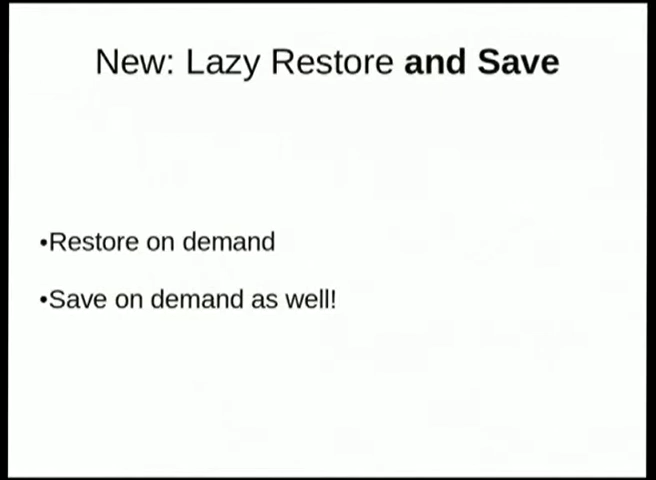 New: Lazy Restore and Save
•Restore on demand
•Save on demand as well!